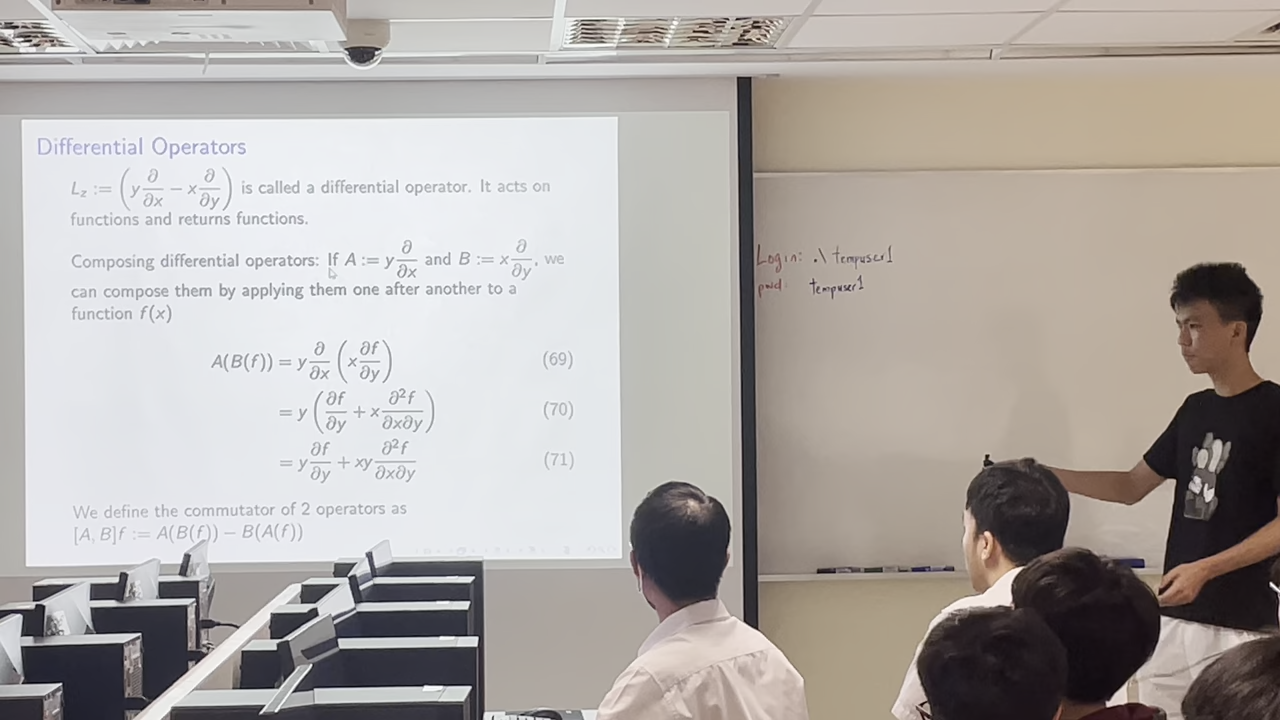 Differential Operators
L_z := (y ∂/∂x − x ∂/∂y) is called a differential operator. It acts on
functions and returns functions.
Composing differential operators: If A := y ∂/∂x and B := x ∂/∂y, we
can compose them by applying them one after another to a
function f(x)
A(B(f)) = y ∂/∂x (x ∂f/∂y) (69)
= y (∂f/∂y + x ∂²f/∂x∂y) (70)
= y ∂f/∂y + xy ∂²f/∂x∂y (71)
We define the commutator of 2 operators as
[A, B]f := A(B(f)) − B(A(f))
Login: .\ tempuser1
pwd: tempuser1